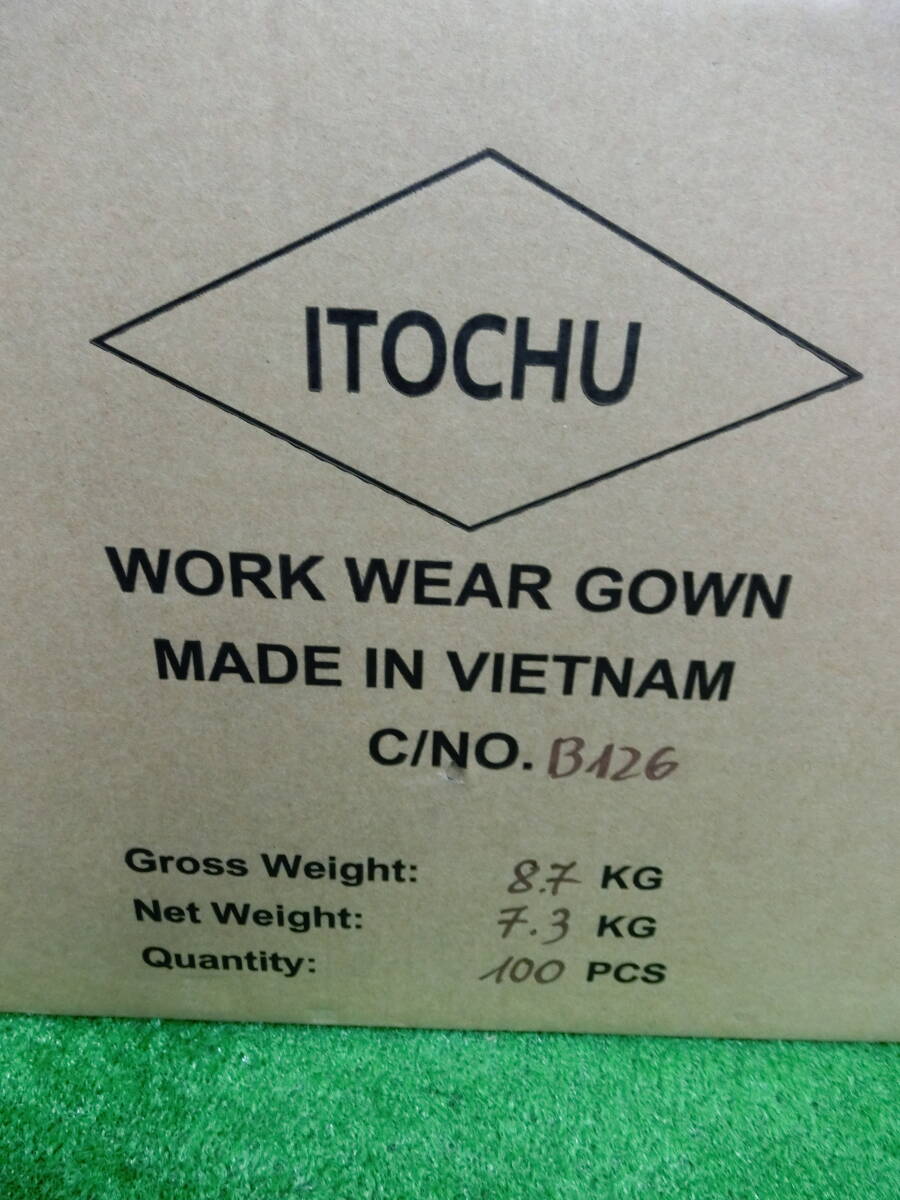 ITOCHU
WORK WEAR GOWN
MADE IN VIETNAM
C/NO. B126
Gross Weight: 8.7 KG
Net Weight: 7.3 KG
Quantity: 100 PCS